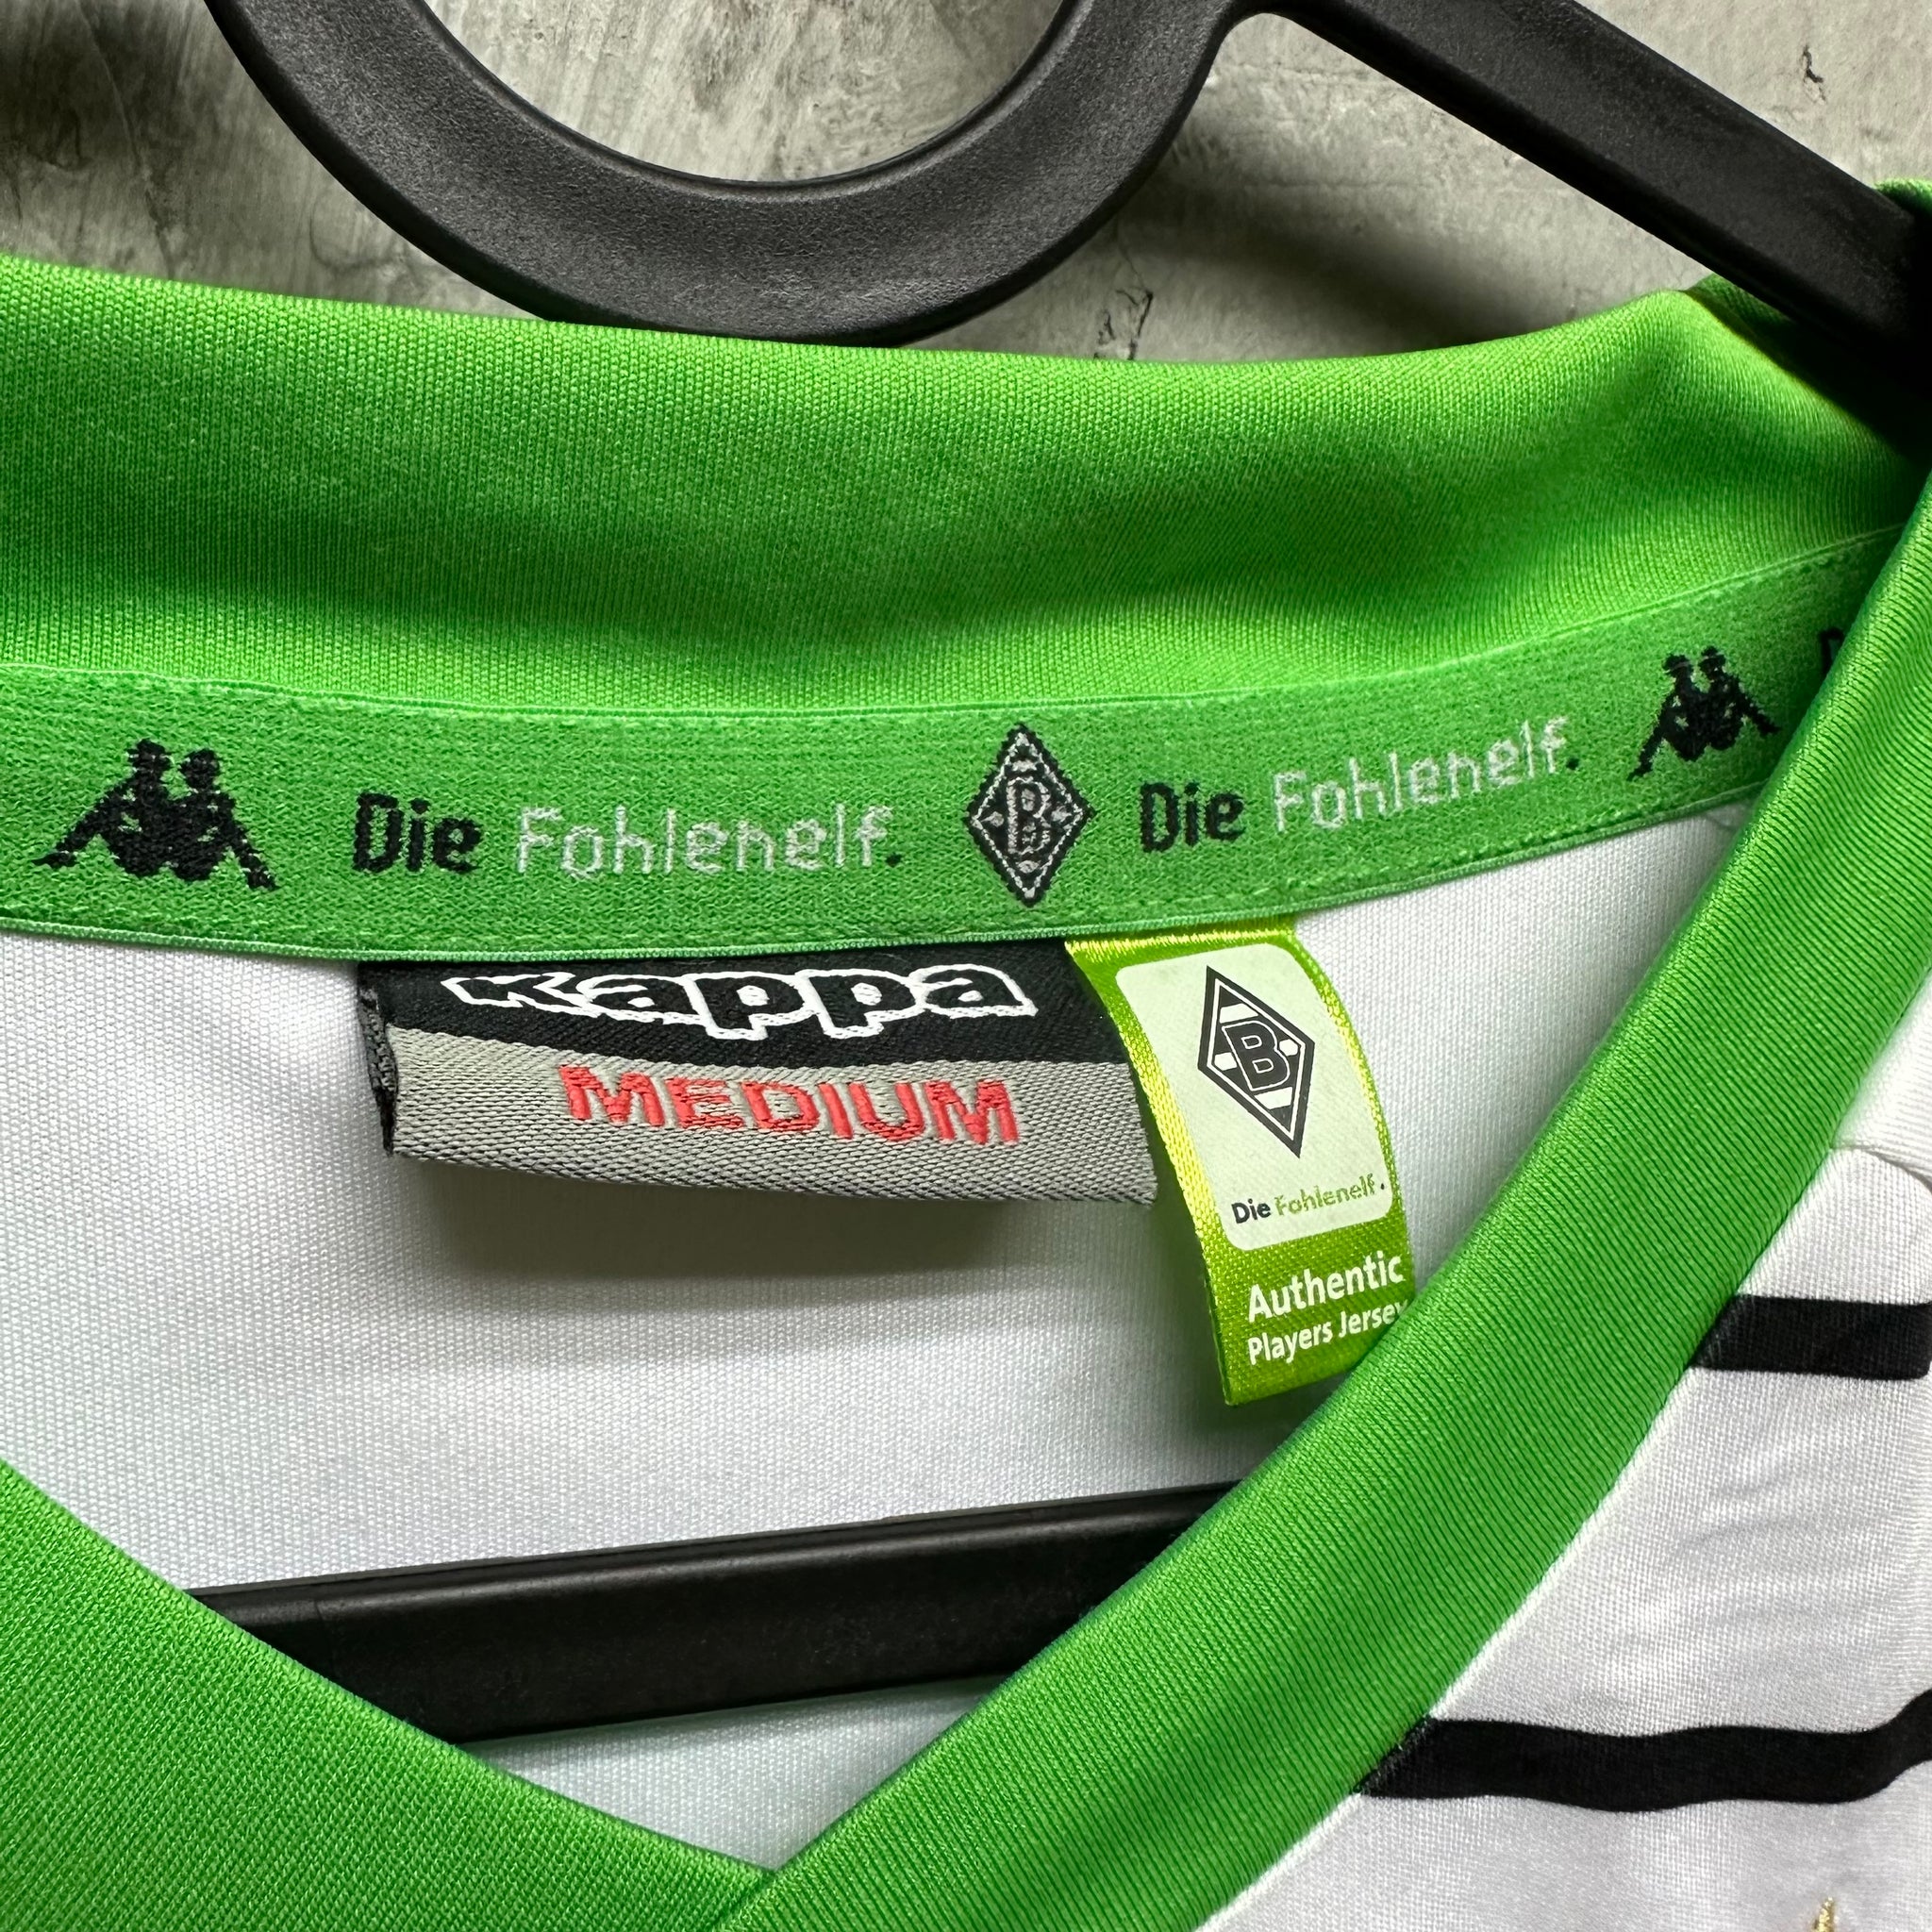 Die Fohlenelf. B Die Fohlenelf.
Kappa
MEDIUM
B
Die Fohlenelf.
Authentic
Players Jersey